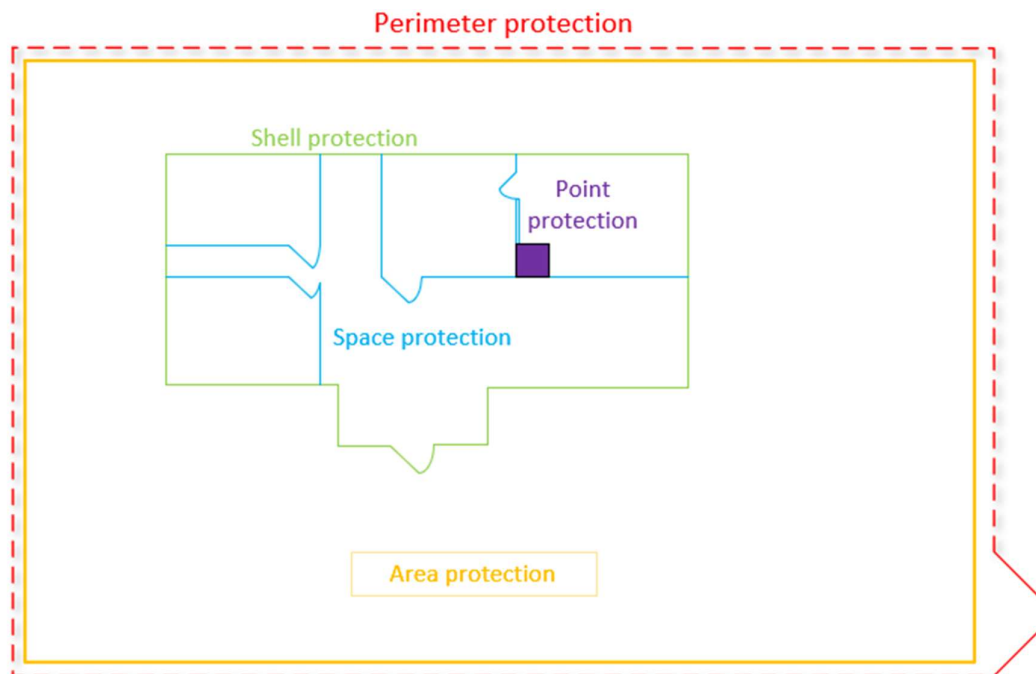 Perimeter protection
Shell protection
Point
protection
Space protection
Area protection